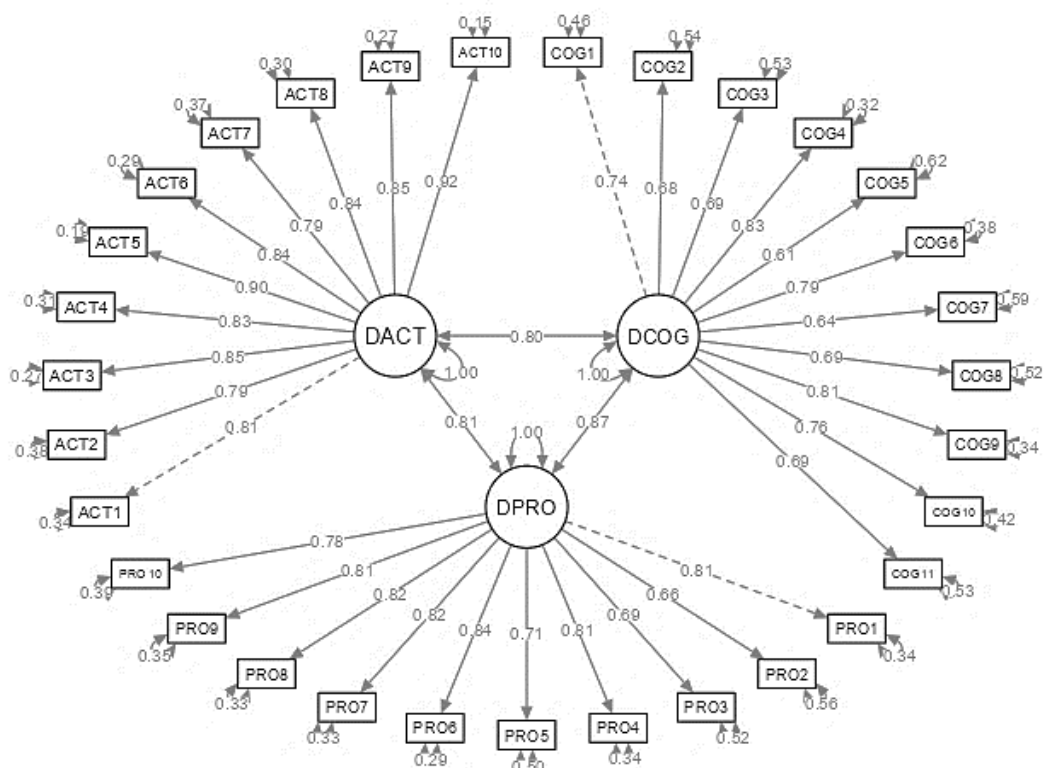 0.15 0.46
0.27 ACT10 COG1 0.54
0.30 ACT9 COG2 0.53
0.37 ACT8 COG3 0.32
0.29 ACT7 COG4 0.62
0.19 ACT6 COG5 0.38
0.31 ACT5 COG6 0.59
ACT4 COG7 0.52
ACT3 COG8 0.34
0.38 ACT2 COG9 0.42
0.34 ACT1 COG10 0.53
COG11
0.92 0.74
0.85 0.68
0.84 0.69
0.79 0.83
0.84 0.61
0.90 0.79
0.83 0.64
0.85 0.69
0.79 0.81
0.81 0.76
0.69
DACT 0.80 DCOG
1.00 1.00
0.81 0.87
1.00
DPRO
0.78 0.81
0.81 0.66
0.82 0.69
0.82 0.81
0.84 0.71
0.39 PRO 10 PRO1 0.34
0.35 PRO9 PRO2 0.56
0.33 PRO8 PRO3 0.52
0.33 PRO7 PRO4 0.34
0.29 PRO6 PRO5 0.50